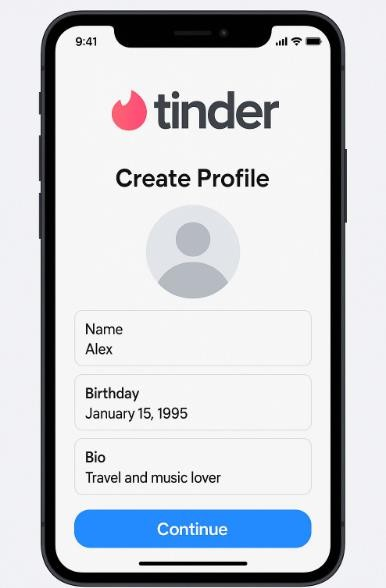 9:41
tinder
Create Profile
Name
Alex
Birthday
January 15, 1995
Bio
Travel and music lover
Continue